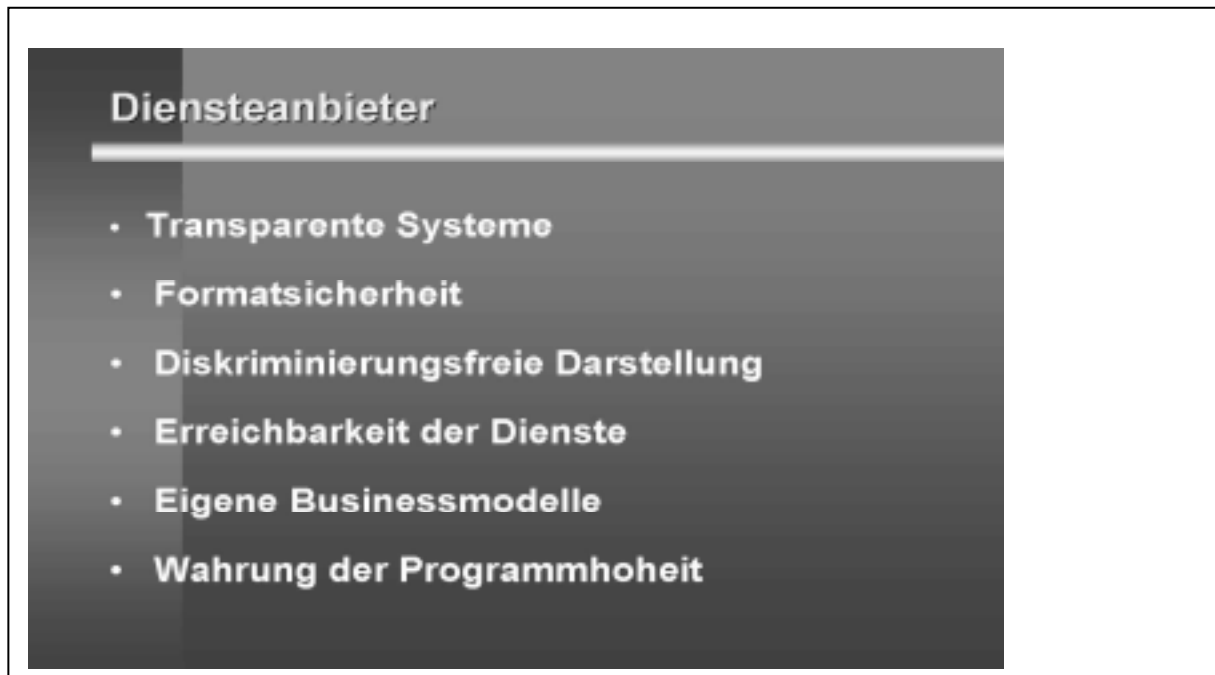 Diensteanbieter
• Transparente Systeme
• Formatsicherheit
• Diskriminierungsfreie Darstellung
• Erreichbarkeit der Dienste
• Eigene Businessmodelle
• Wahrung der Programmhoheit